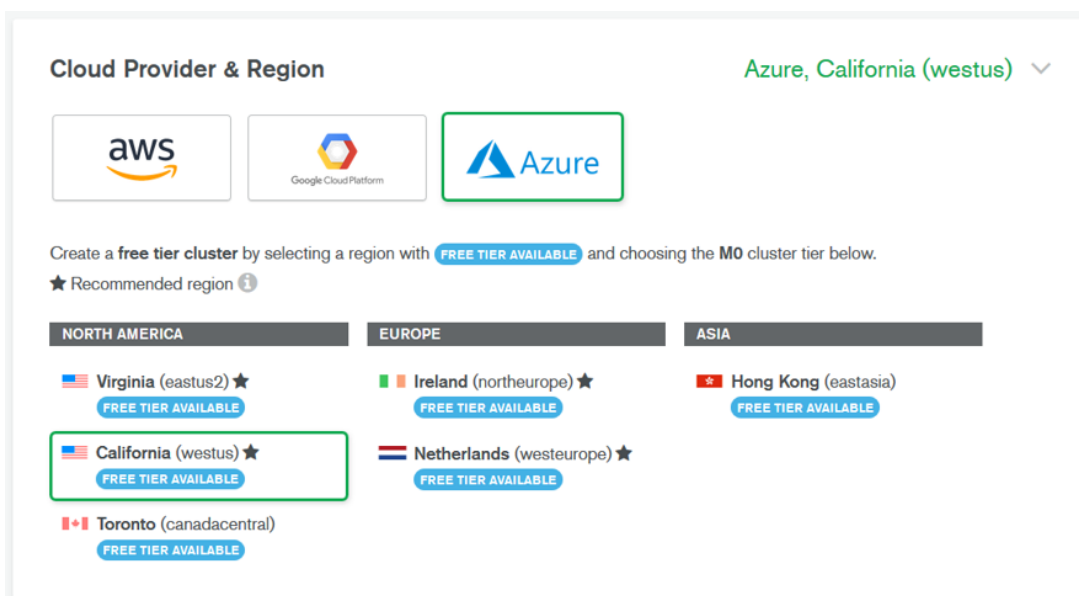 Cloud Provider & Region
Azure, California (westus)
aws
Google Cloud Platform
Azure
Create a free tier cluster by selecting a region with FREE TIER AVAILABLE and choosing the M0 cluster tier below.
★ Recommended region i
NORTH AMERICA
Virginia (eastus2) ★
FREE TIER AVAILABLE
California (westus) ★
FREE TIER AVAILABLE
Toronto (canadacentral)
FREE TIER AVAILABLE
EUROPE
Ireland (northeurope) ★
FREE TIER AVAILABLE
Netherlands (westeurope) ★
FREE TIER AVAILABLE
ASIA
Hong Kong (eastasia)
FREE TIER AVAILABLE